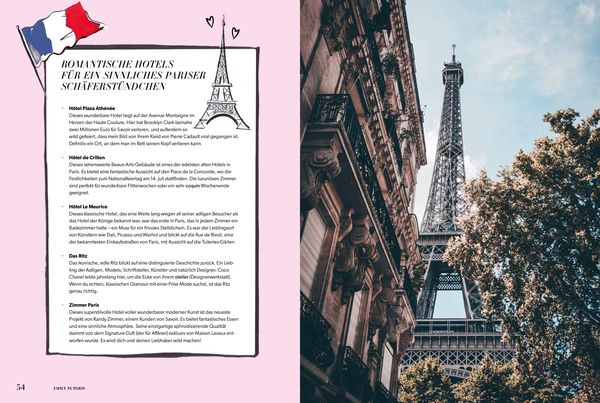 ROMANTISCHE HOTELS
FÜR EIN SINNLICHES PARISER
SCHÄFERSTÜNDCHEN
Hôtel Plaza Athénée
Dieses wunderbare Hotel liegt auf der Avenue Montaigne im
Herzen der Haute Couture. Hier hat Brooklyn Clark beinahe
zwei Millionen Euro für Savoir verloren, und außerdem so
wild gefeiert, dass mein Bild von ihrem Kleid von Pierre Cadault viral gegangen ist.
Definitiv ein Ort, an dem man im Bett seinen Kopf verlieren kann.
Hôtel de Crillon
Dieses sehenswerte Beaux-Arts-Gebäude ist eines der edelsten alten Hotels in
Paris. Es bietet eine fantastische Aussicht auf den Place de la Concorde, wo die
Festlichkeiten zum Nationalfeiertag am 14. Juli stattfinden. Die luxuriösen Zimmer
sind perfekt für wunderbare Flitterwochen oder ein sehr coquin Wochenende
geeignet.
Hôtel Le Meurice
Dieses klassische Hotel, das eine Weile lang wegen all seiner adligen Besucher als
das Hotel der Könige bekannt war, war das erste in Paris, das in jedem Zimmer ein
Badezimmer hatte – ein Muss für ein frivoles Stelldichein. Es war der Lieblingsort
von Künstlern wie Dalí, Picasso und Warhol und blickt auf die Rue de Rivoli, eine
der bekanntesten Einkaufsstraßen von Paris, mit Aussicht auf die Tuileries-Gärten.
Das Ritz
Das ikonische, edle Ritz blickt auf eine distinguierte Geschichte zurück. Ein Lieb-
ling der Adligen, Models, Schriftsteller, Künstler und natürlich Designer. Coco
Chanel lebte jahrelang hier, um die Ecke von ihrem atelier (Designerwerkstatt).
Wenn du echten, klassischen Glamour mit einer Prise Mode suchst, ist das Ritz
genau richtig.
Zimmer Paris
Dieses superstilvolle Hotel voller wunderbarer moderner Kunst ist das neueste
Projekt von Randy Zimmer, einem Kunden von Savoir. Es bietet fantastisches Essen
und eine sinnliche Atmosphäre. Seine einzigartige aphrodisierende Qualität
stammt von dem Signature-Duft (der für Affären) exklusiv von Maison Lavaux ent-
worfen wurde. Es wird dich und deinen Liebhaber wild machen!
54 EMILY IN PARIS